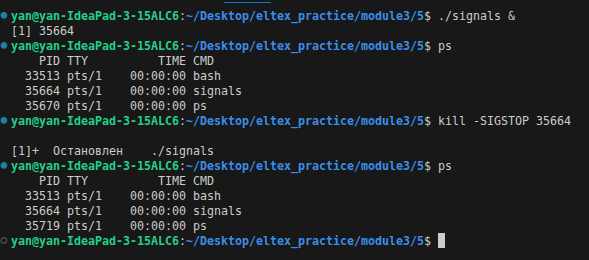 yan@yan-IdeaPad-3-15ALC6:~/Desktop/eltex_practice/module3/5$ ./signals &
[1] 35664
yan@yan-IdeaPad-3-15ALC6:~/Desktop/eltex_practice/module3/5$ ps
    PID TTY          TIME CMD
  33513 pts/1    00:00:00 bash
  35664 pts/1    00:00:00 signals
  35670 pts/1    00:00:00 ps
yan@yan-IdeaPad-3-15ALC6:~/Desktop/eltex_practice/module3/5$ kill -SIGSTOP 35664
[1]+  Остановлен    ./signals
yan@yan-IdeaPad-3-15ALC6:~/Desktop/eltex_practice/module3/5$ ps
    PID TTY          TIME CMD
  33513 pts/1    00:00:00 bash
  35664 pts/1    00:00:00 signals
  35719 pts/1    00:00:00 ps
yan@yan-IdeaPad-3-15ALC6:~/Desktop/eltex_practice/module3/5$